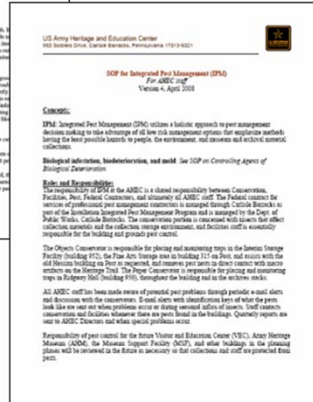 US Army Heritage and Education Center
950 Soldiers Drive, Carlisle Barracks, Pennsylvania 17013-5021
SOP for Integrated Pest Management (IPM)
For AHEC staff
Version 4, April 2008
Concepts:
IPM: Integrated Pest Management (IPM) utilizes a holistic approach to pest management
decision making to take advantage of all low risk management options that emphasize methods
having the least possible hazards to people, the environment, and museum and archival material
collections.
Biological infestation, biodeterioration, and mold: See SOP on Controlling Agents of
Biological Deterioration
Roles and Responsibilities:
The responsibility of IPM at the AHEC is a shared responsibility between Conservation,
Facilities, Post, Federal Contractors, and ultimately all AHEC staff. The Federal contract for
services of professional pest management contractors is managed through Carlisle Barracks as
part of the Installation Integrated Pest Management Program and is managed by the Dept. of
Public Works, Carlisle Barracks. The conservation portion is concerned with insects that affect
collection materials and the collection storage environment, and facilities staff is essentially
responsible for the building and grounds pest control.
The Objects Conservator is responsible for placing and monitoring traps in the Interim Storage
Facility (building 952), the Fine Arts Storage area in building 315 on Post, and assists with the
old Hessian building on Post as requested, and removes pest nests in direct contact with macro
artifacts on the Heritage Trail. The Paper Conservator is responsible for placing and monitoring
traps in Ridgway Hall (building 950), throughout the building and in the archives stacks.
All AHEC staff has been made aware of potential pest problems through periodic e-mail alerts
and discussion with the conservators. E-mail alerts with identification keys of what the pests
look like are sent out when problems occur or during seasonal influx of insects. Staff contacts
conservation and facilities whenever there are pests found in the buildings. Quarterly reports are
sent to AHEC Directors and when special problems occur.
Responsibility of pest control for the future Visitor and Education Center (VEC), Army Heritage
Museum (AHM), the Museum Support Facility (MSF), and other buildings in the planning
phases will be reviewed in the future as necessary so that collections and staff are protected from
pests.